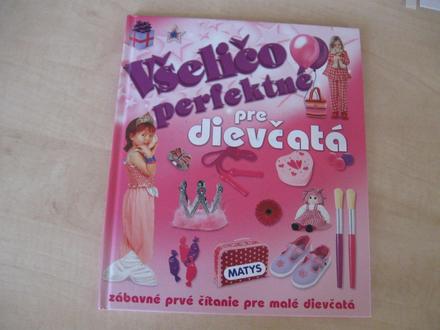 Všeličo
perfektné
pre
dievčatá
MATYS
zábavné prvé čítanie pre malé dievčatá